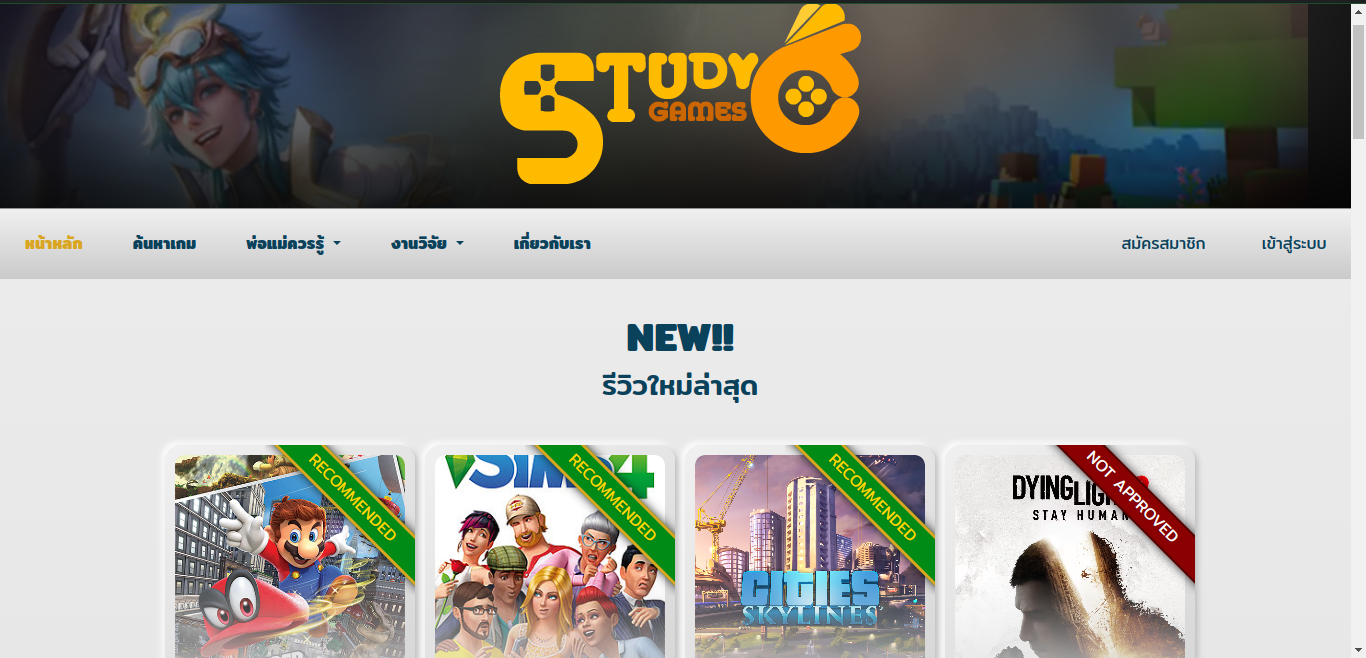 STUDY
GAMES
หน้าหลัก
ค้นหาเกม
พ่อแม่ควรรู้
งานวิจัย
เกี่ยวกับเรา
สมัครสมาชิก
เข้าสู่ระบบ
NEW!!
รีวิวใหม่ล่าสุด
RECOMMENDED
RECOMMENDED
RECOMMENDED
NOT APPROVED
SIMS 4
CITIES
SKYLINES
DYING
STAY HUMAN